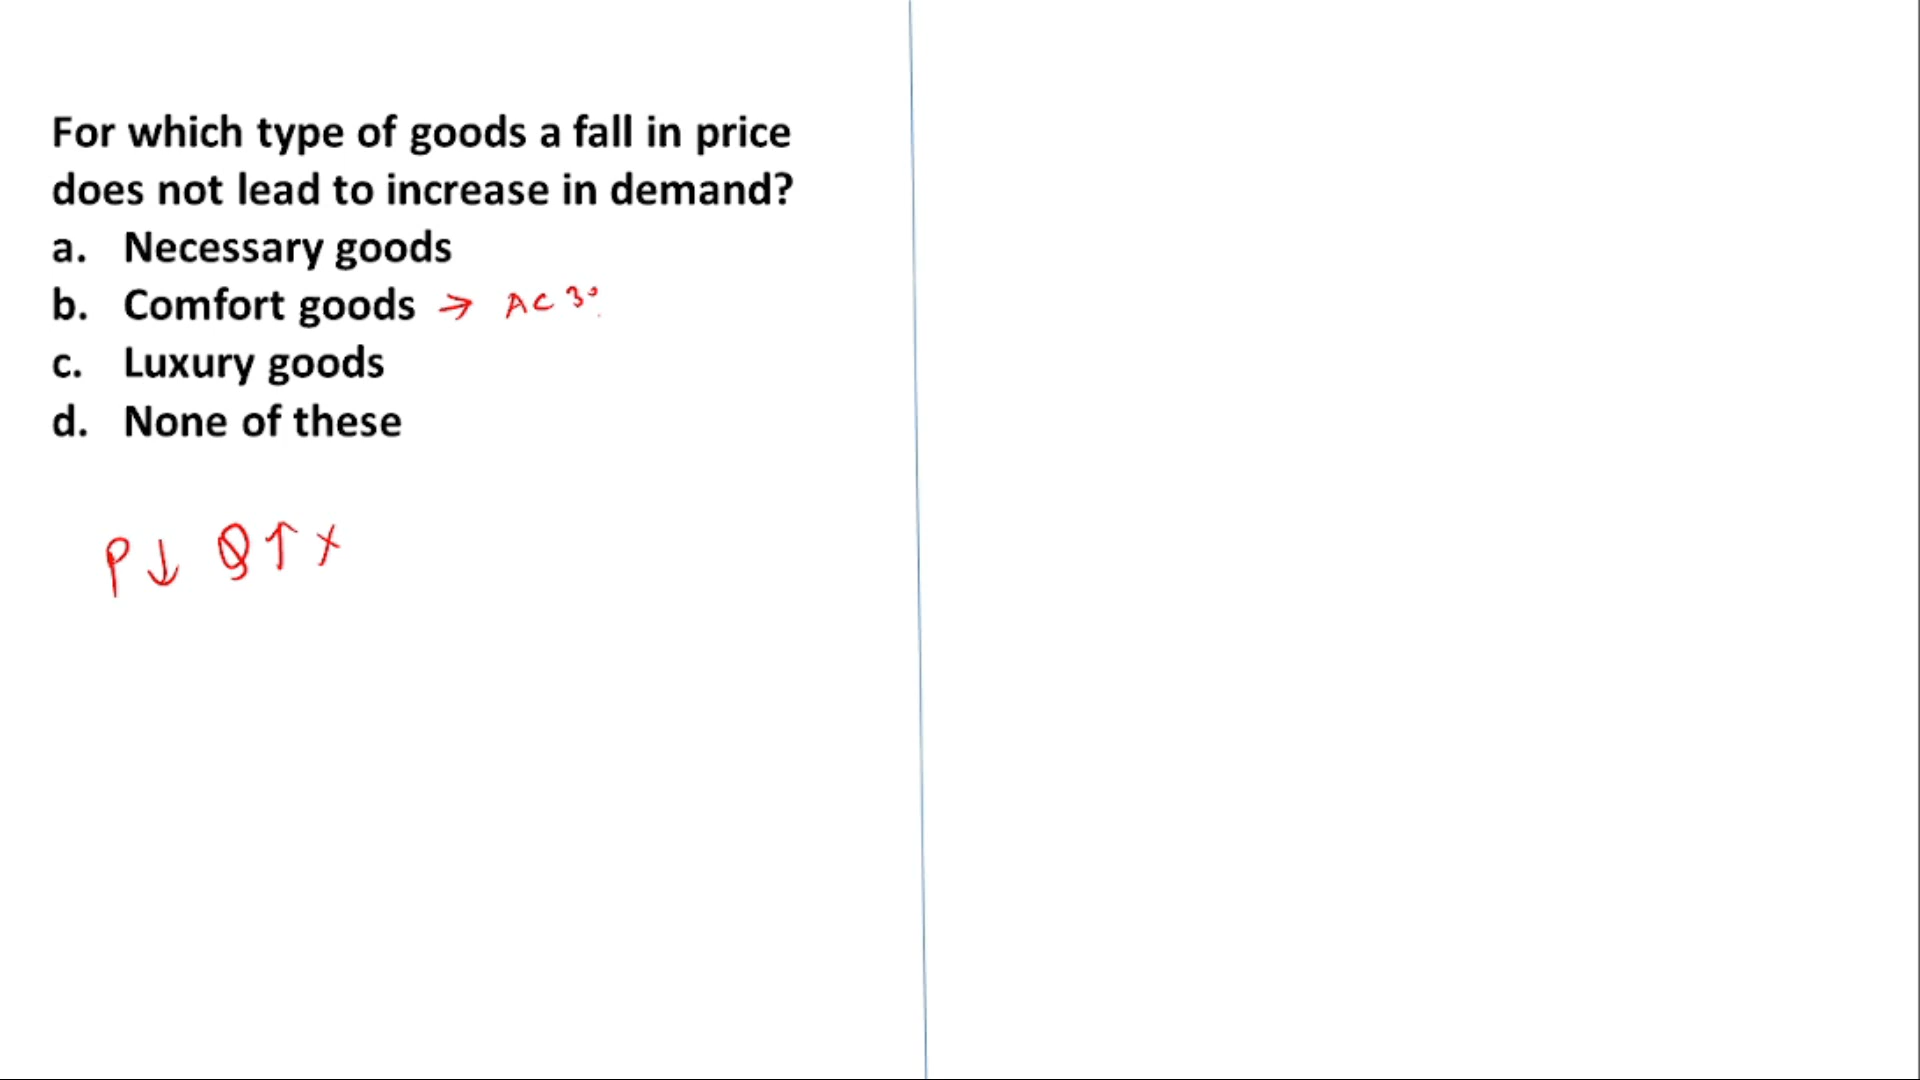 For which type of goods a fall in price
does not lead to increase in demand?
a. Necessary goods
b. Comfort goods → AC 30
c. Luxury goods
d. None of these
P↓ Q↑ x